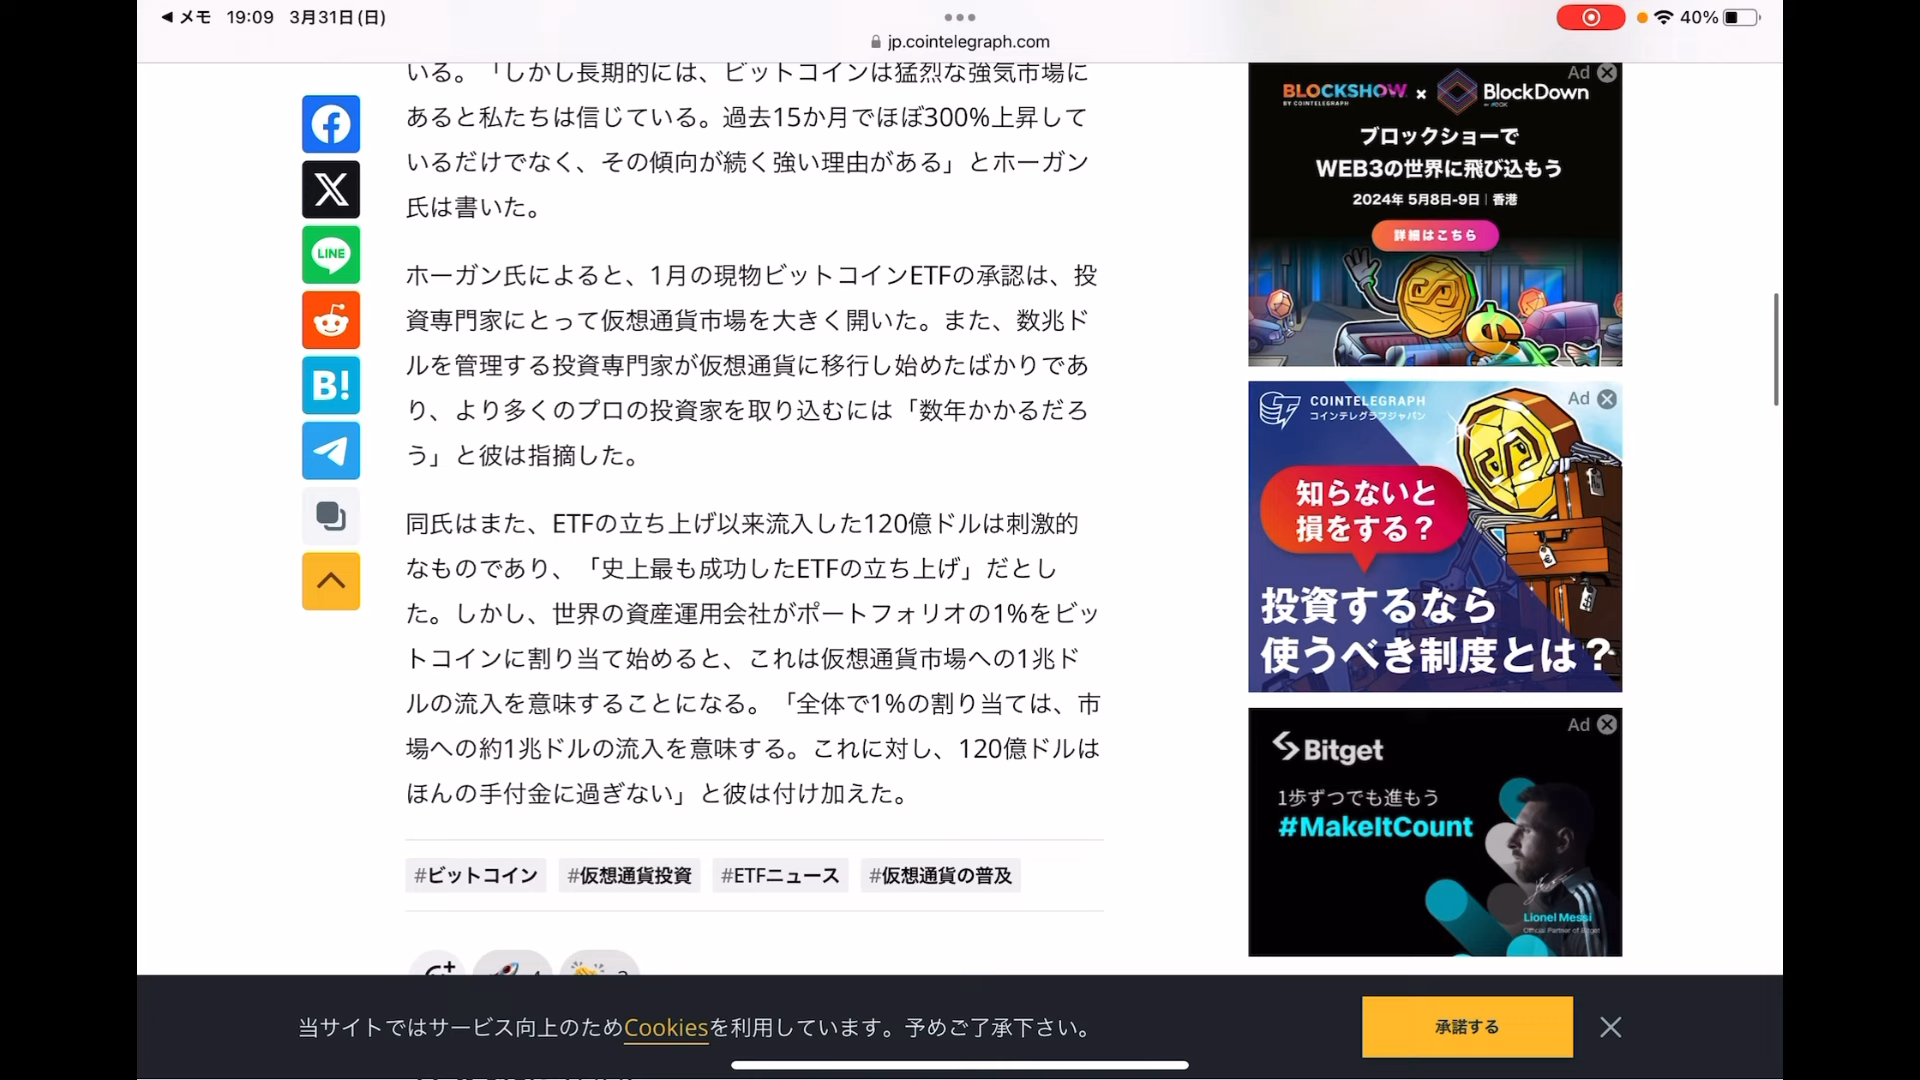 メモ 19:09 3月31日(日)
40%
jp.cointelegraph.com
いる。「しかし長期的には、ビットコインは猛烈な強気市場に
あると私たちは信じている。過去15か月でほぼ300%上昇して
いるだけでなく、その傾向が続く強い理由がある」とホーガン
氏は書いた。
ホーガン氏によると、1月の現物ビットコインETFの承認は、投
資専門家にとって仮想通貨市場を大きく開いた。また、数兆ド
ルを管理する投資専門家が仮想通貨に移行し始めたばかりであ
り、より多くのプロの投資家を取り込むには「数年かかるだろ
う」と彼は指摘した。
同氏はまた、ETFの立ち上げ以来流入した120億ドルは刺激的
なものであり、「史上最も成功したETFの立ち上げ」だとし
た。しかし、世界の資産運用会社がポートフォリオの1%をビッ
トコインに割り当て始めると、これは仮想通貨市場への1兆ド
ルの流入を意味することになる。「全体で1%の割り当ては、市
場への約1兆ドルの流入を意味する。これに対し、120億ドルは
ほんの手付金に過ぎない」と彼は付け加えた。
#ビットコイン #仮想通貨投資 #ETFニュース #仮想通貨の普及
LINE
B!
Ad
BLOCKSHOW × BlockDown
BY COINTELEGRAPH
ブロックショーで
WEB3の世界に飛び込もう
2024年 5月8日-9日 | 香港
詳細はこちら
Ad
COINTELEGRAPH
コインテレグラフジャパン
知らないと
損をする?
投資するなら
使うべき制度とは?
Ad
Bitget
1歩ずつでも進もう
#MakeItCount
Lionel Messi
Official Partner of Bitget
当サイトではサービス向上のためCookiesを利用しています。予めご了承下さい。
承諾する